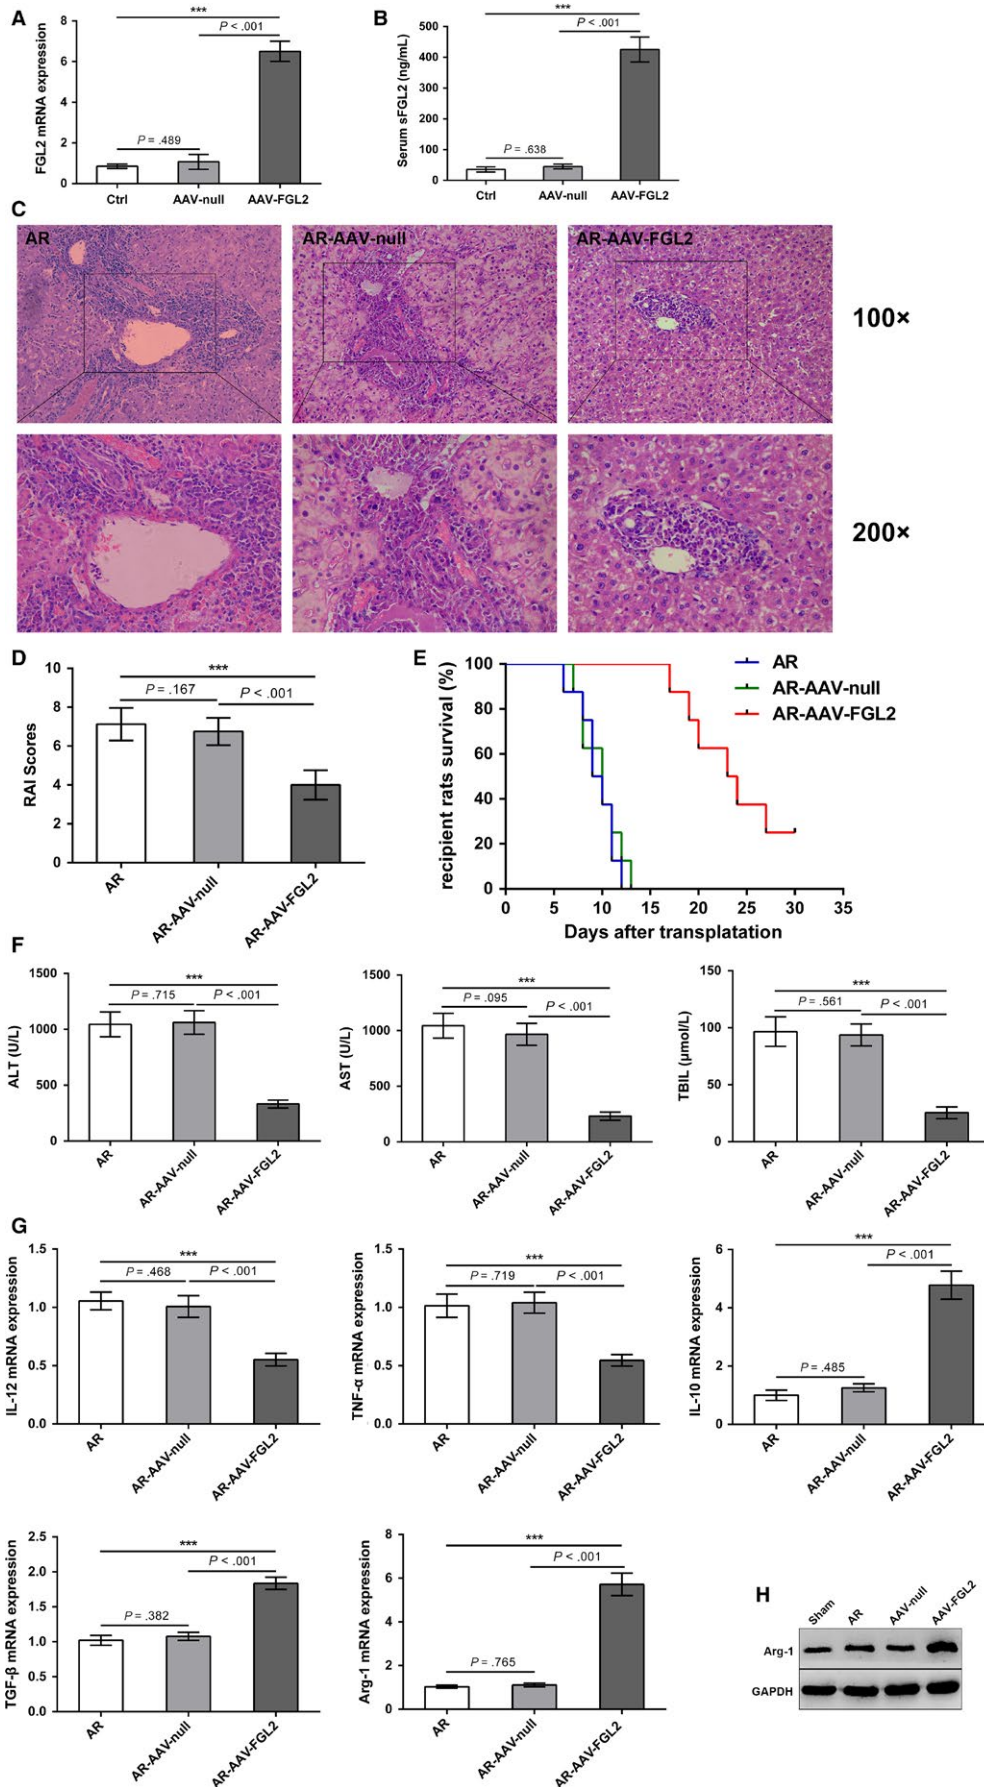 A
FGL2 mRNA expression
8
6
4
2
0
***
P < .001
P = .489
Ctrl
AAV-null
AAV-FGL2
B
Serum sFGL2 (ng/mL)
500
400
300
200
100
0
***
P < .001
P = .638
Ctrl
AAV-null
AAV-FGL2
C
AR
AR-AAV-null
AR-AAV-FGL2
100×
200×
D
RAI Scores
10
8
6
4
2
0
***
P = .167
P < .001
AR
AR-AAV-null
AR-AAV-FGL2
E
recipient rats survival (%)
100
80
60
40
20
0
0 5 10 15 20 25 30 35
Days after transplatation
AR
AR-AAV-null
AR-AAV-FGL2
F
ALT (U/L)
1500
1000
500
0
***
P = .715
P < .001
AR
AR-AAV-null
AR-AAV-FGL2
AST (U/L)
1500
1000
500
0
***
P = .095
P < .001
AR
AR-AAV-null
AR-AAV-FGL2
TBIL (μmol/L)
150
100
50
0
***
P = .561
P < .001
AR
AR-AAV-null
AR-AAV-FGL2
G
IL-12 mRNA expression
1.5
1.0
0.5
0.0
***
P = .468
P < .001
AR
AR-AAV-null
AR-AAV-FGL2
TNF-α mRNA expression
1.5
1.0
0.5
0.0
***
P = .719
P < .001
AR
AR-AAV-null
AR-AAV-FGL2
IL-10 mRNA expression
6
4
2
0
***
P < .001
P = .485
AR
AR-AAV-null
AR-AAV-FGL2
TGF-β mRNA expression
2.5
2.0
1.5
1.0
0.5
0.0
***
P < .001
P = .382
AR
AR-AAV-null
AR-AAV-FGL2
Arg-1 mRNA expression
8
6
4
2
0
***
P < .001
P = .765
AR
AR-AAV-null
AR-AAV-FGL2
H
Sham
AR
AAV-null
AAV-FGL2
Arg-1
GAPDH